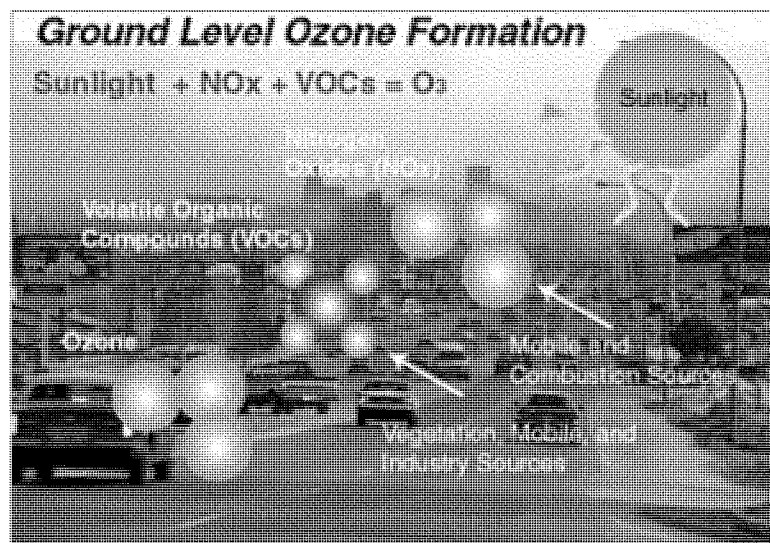 Ground Level Ozone Formation
Sunlight + NOx + VOCs = O3
Sunlight
Nitrogen
Oxides (NOx)
Volatile Organic
Compounds (VOCs)
Ozone
Mobile and
Combustion Sources
Vegetation, Mobile, and
Industry Sources